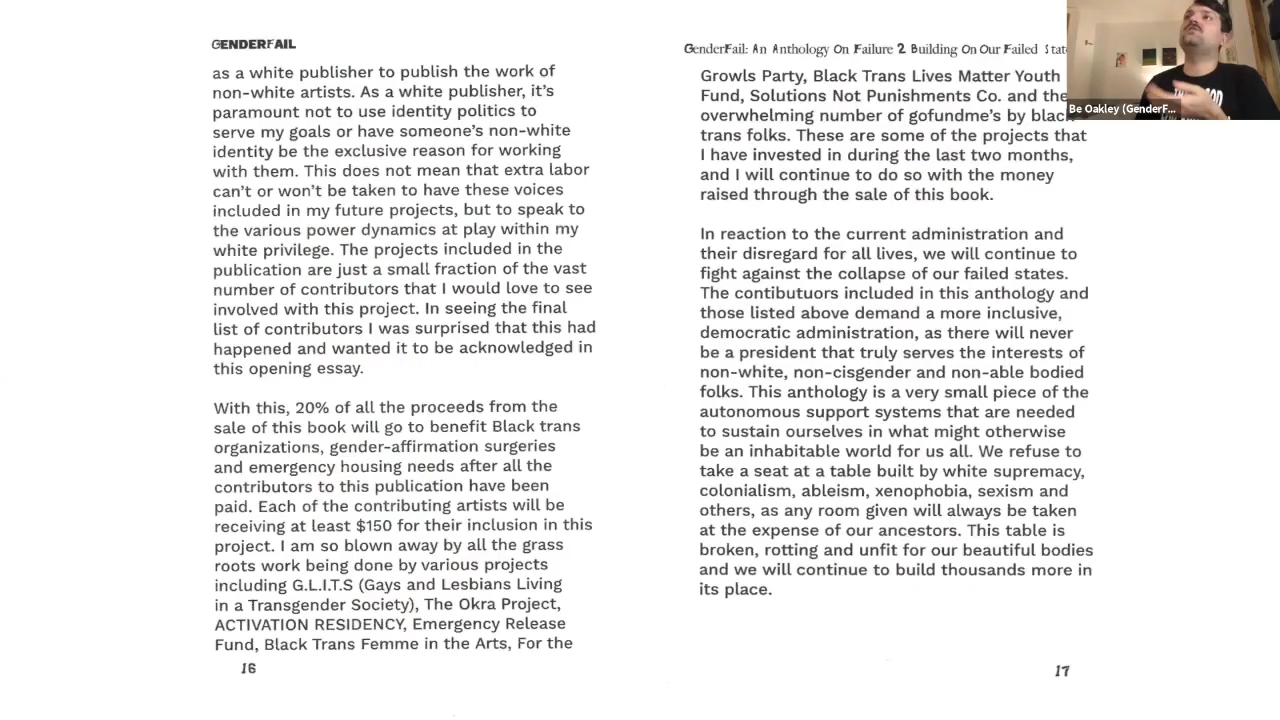 GENDERFAIL
as a white publisher to publish the work of
non-white artists. As a white publisher, it's
paramount not to use identity politics to
serve my goals or have someone's non-white
identity be the exclusive reason for working
with them. This does not mean that extra labor
can't or won't be taken to have these voices
included in my future projects, but to speak to
the various power dynamics at play within my
white privilege. The projects included in the
publication are just a small fraction of the vast
number of contributors that I would love to see
involved with this project. In seeing the final
list of contributors I was surprised that this had
happened and wanted it to be acknowledged in
this opening essay.
With this, 20% of all the proceeds from the
sale of this book will go to benefit Black trans
organizations, gender-affirmation surgeries
and emergency housing needs after all the
contributors to this publication have been
paid. Each of the contributing artists will be
receiving at least $150 for their inclusion in this
project. I am so blown away by all the grass
roots work being done by various projects
including G.L.I.T.S (Gays and Lesbians Living
in a Transgender Society), The Okra Project,
ACTIVATION RESIDENCY, Emergency Release
Fund, Black Trans Femme in the Arts, For the
16
GenderFail: An Anthology On Failure 2 Building On Our Failed State
Growls Party, Black Trans Lives Matter Youth
Fund, Solutions Not Punishments Co. and the
overwhelming number of gofundme's by black
trans folks. These are some of the projects that
I have invested in during the last two months,
and I will continue to do so with the money
raised through the sale of this book.
In reaction to the current administration and
their disregard for all lives, we will continue to
fight against the collapse of our failed states.
The contibutuors included in this anthology and
those listed above demand a more inclusive,
democratic administration, as there will never
be a president that truly serves the interests of
non-white, non-cisgender and non-able bodied
folks. This anthology is a very small piece of the
autonomous support systems that are needed
to sustain ourselves in what might otherwise
be an inhabitable world for us all. We refuse to
take a seat at a table built by white supremacy,
colonialism, ableism, xenophobia, sexism and
others, as any room given will always be taken
at the expense of our ancestors. This table is
broken, rotting and unfit for our beautiful bodies
and we will continue to build thousands more in
its place.
17
Be Oakley (GenderF...